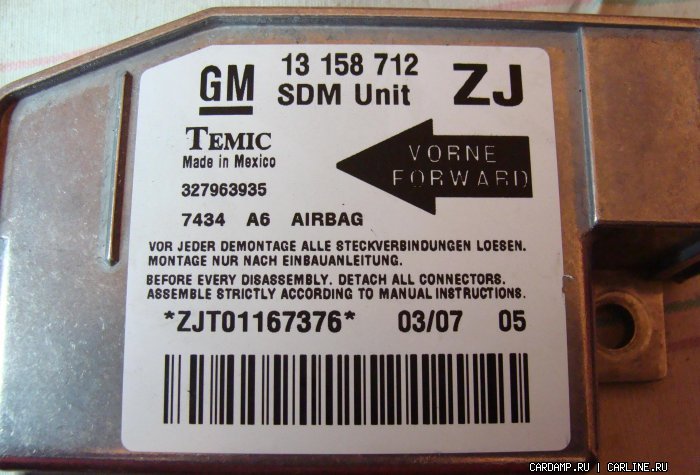 GM 13 158 712 ZJ
SDM Unit
TEMIC
Made in Mexico
VORNE
FORWARD
327963935
7434 A6 AIRBAG
VOR JEDER DEMONTAGE ALLE STECKVERBINDUNGEN LOESEN.
MONTAGE NUR NACH EINBAUANLEITUNG.
BEFORE EVERY DISASSEMBLY. DETACH ALL CONNECTORS.
ASSEMBLE STRICTLY ACCORDING TO MANUAL INSTRUCTIONS.
*ZJT01167376* 03/07 05
CARDAMP.RU | CARLINE.RU